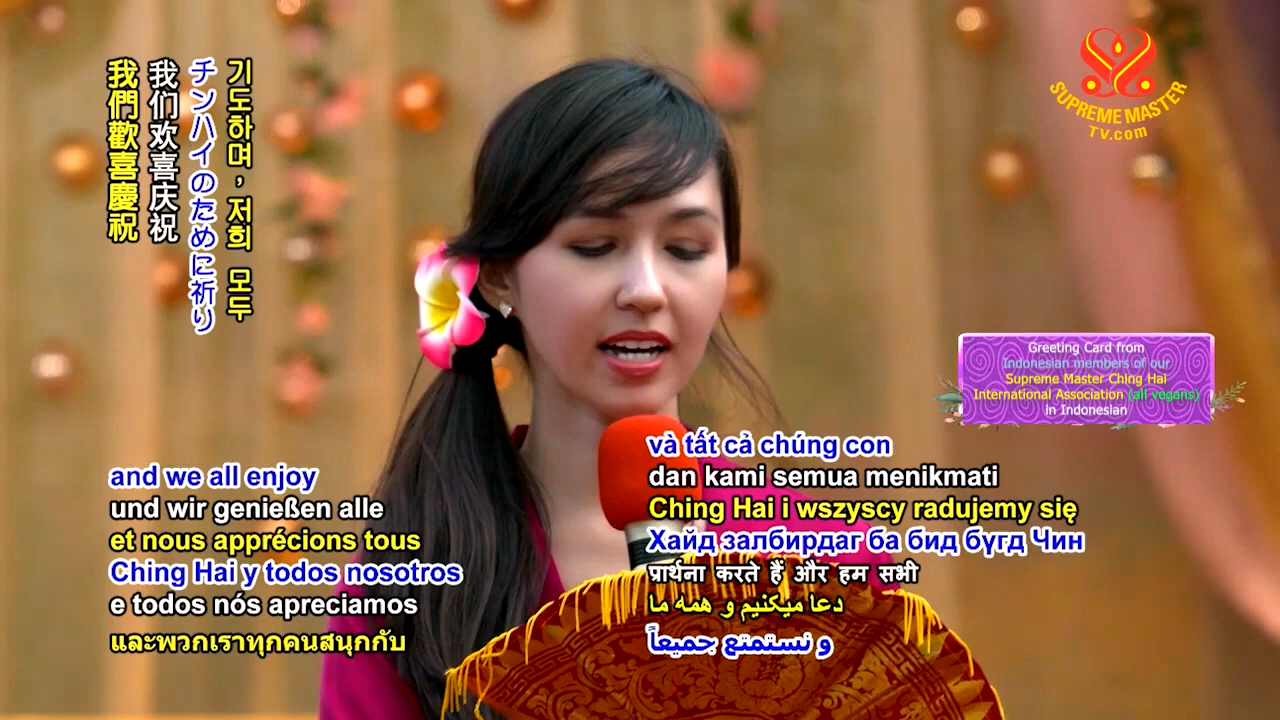 我們歡喜慶祝
我们欢喜庆祝
チンハイのために祈り
기도하며, 저희 모두
SUPREME MASTER
TV.com
Greeting Card from
Indonesian members of our
Supreme Master Ching Hai
International Association (all vegans)
in Indonesian
and we all enjoy
und wir genießen alle
et nous apprécions tous
Ching Hai y todos nosotros
e todos nós apreciamos
และพวกเราทุกคนสนุกกับ
và tất cả chúng con
dan kami semua menikmati
Ching Hai i wszyscy radujemy się
Хайд залбирдаг ба бид бүгд Чин
प्रार्थना करते हैं और हम सभी
دعا میکنیم و همه ما
و نستمتع جميعاً